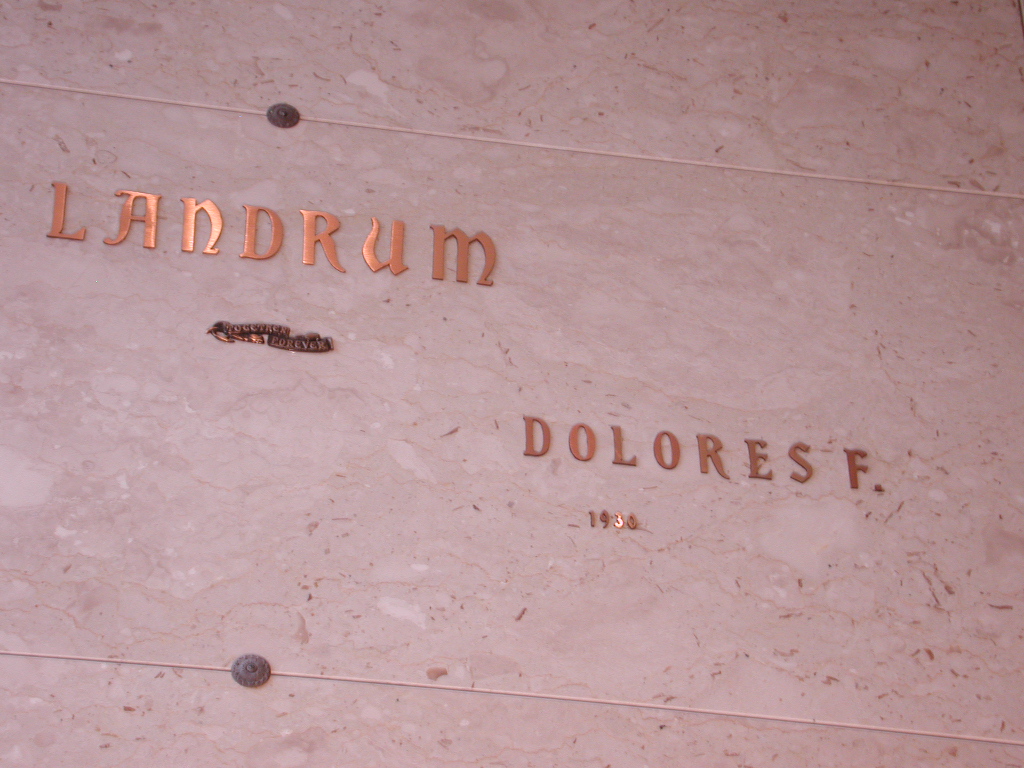 LANDRUM
TOGETHER
FOREVER
DOLORES F.
1930